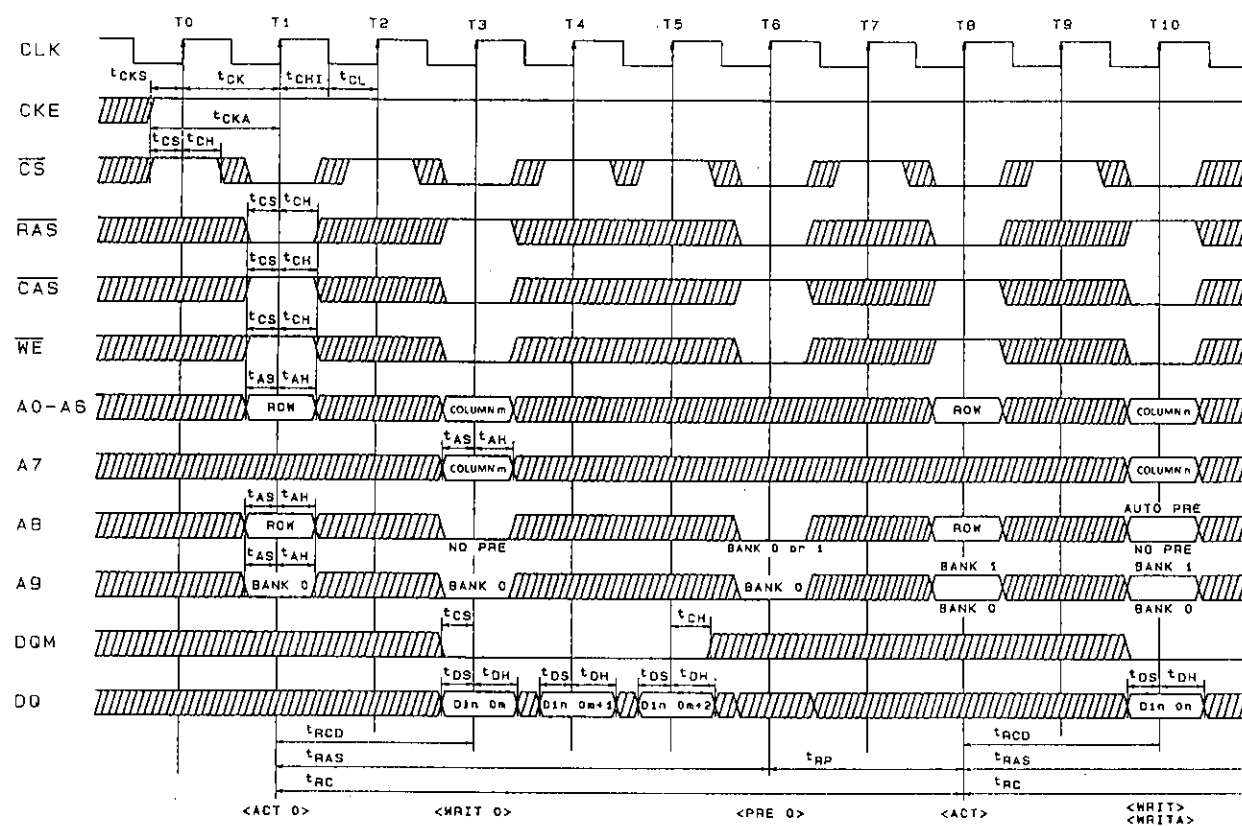 T0 T1 T2 T3 T4 T5 T6 T7 T8 T9 T10
CLK
tCKS tCK tCHI tCL
CKE
tCKA
tCS tCH
CS
tCS tCH
RAS
tCS tCH
CAS
tCS tCH
WE
tAS tAH
A0-A6 ROW COLUMN m ROW COLUMN n
tAS tAH
A7 COLUMN m COLUMN n
tAS tAH AUTO PRE
A8 ROW ROW
NO PRE BANK 0 or 1 NO PRE
tAS tAH BANK 1 BANK 1
A9 BANK 0 BANK 0 BANK 0
BANK 0 BANK 0
tCS tCH
DQM
tDS tDH tDS tDH tDS tDH tDS tDH
DQ Din 0m Din 0m+1 Din 0m+2 Din 0n
tRCD tRCD
tRAS tRP tRAS
tRC tRC
<ACT 0> <WRIT 0> <PRE 0> <ACT> <WRIT>
<WRITA>